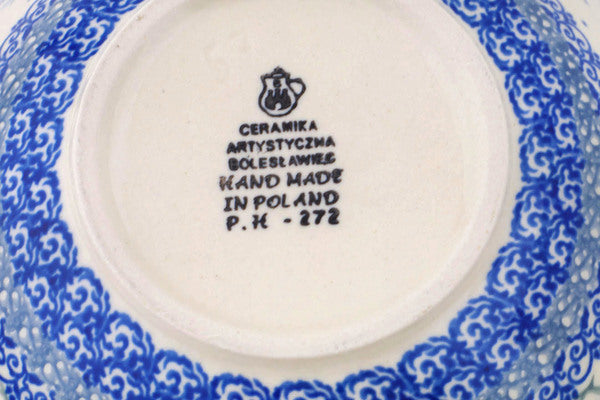 CERAMIKA
ARTYSTYCZNA
BOLESŁAWIEC
HAND MADE
IN POLAND
P.H - 272